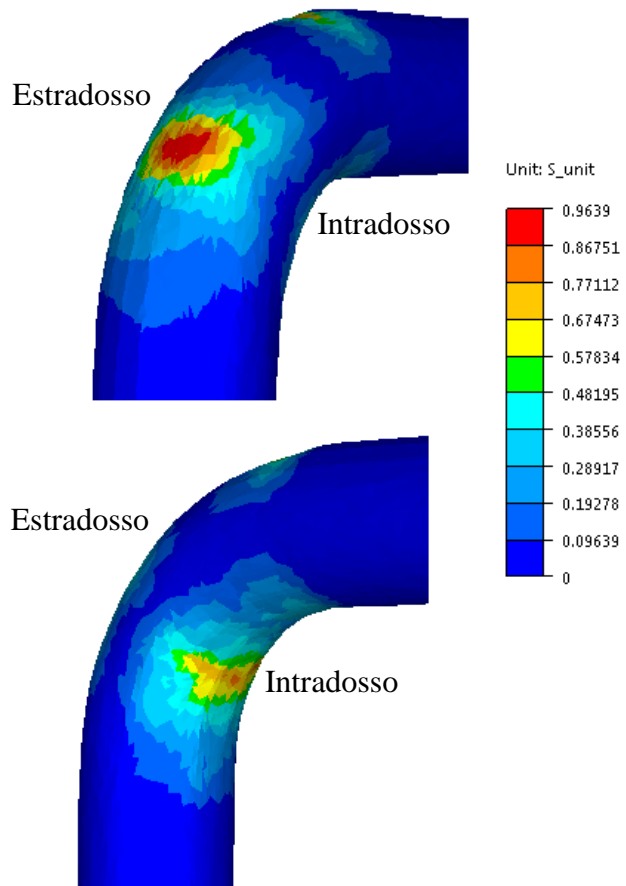 Estradosso
Intradosso
Unit: S_unit
0.9639
0.86751
0.77112
0.67473
0.57834
0.48195
0.38556
0.28917
0.19278
0.09639
0
Estradosso
Intradosso